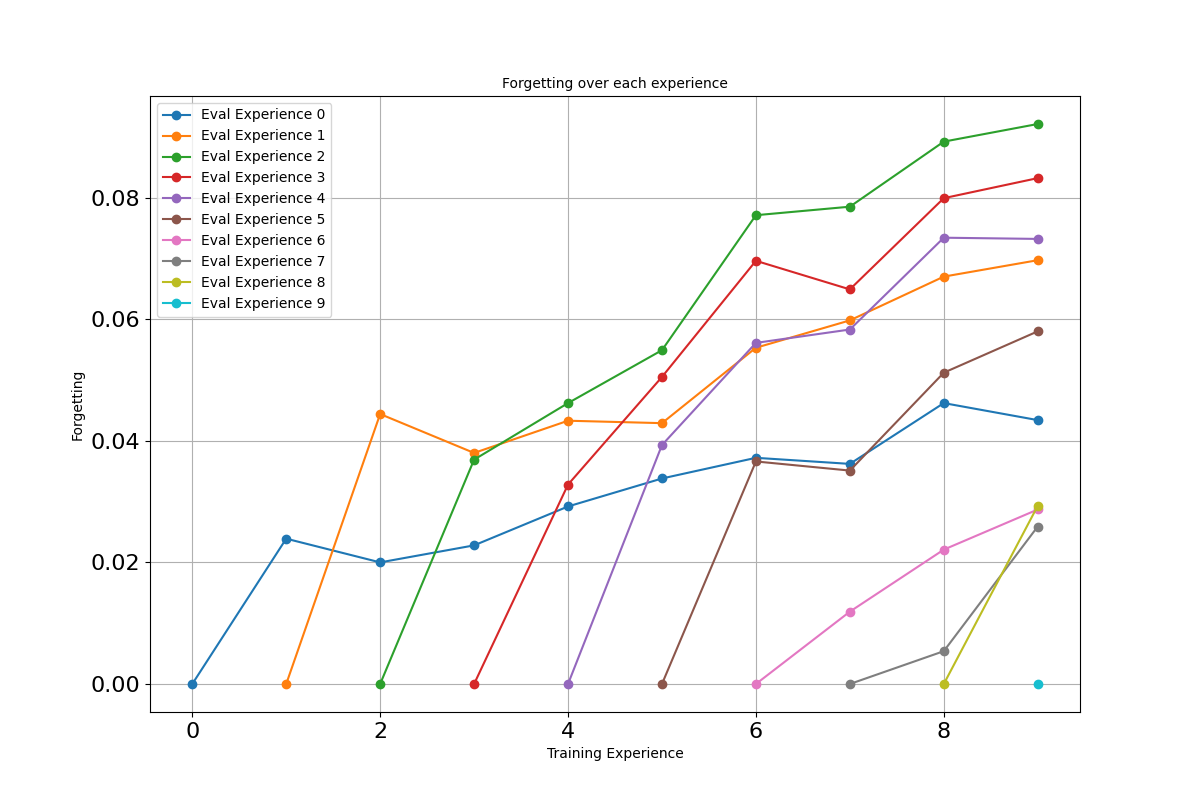 Forgetting over each experience
Eval Experience 0
Eval Experience 1
Eval Experience 2
Eval Experience 3
Eval Experience 4
Eval Experience 5
Eval Experience 6
Eval Experience 7
Eval Experience 8
Eval Experience 9
0.08
0.06
0.04
0.02
0.00
Forgetting
0 2 4 6 8
Training Experience